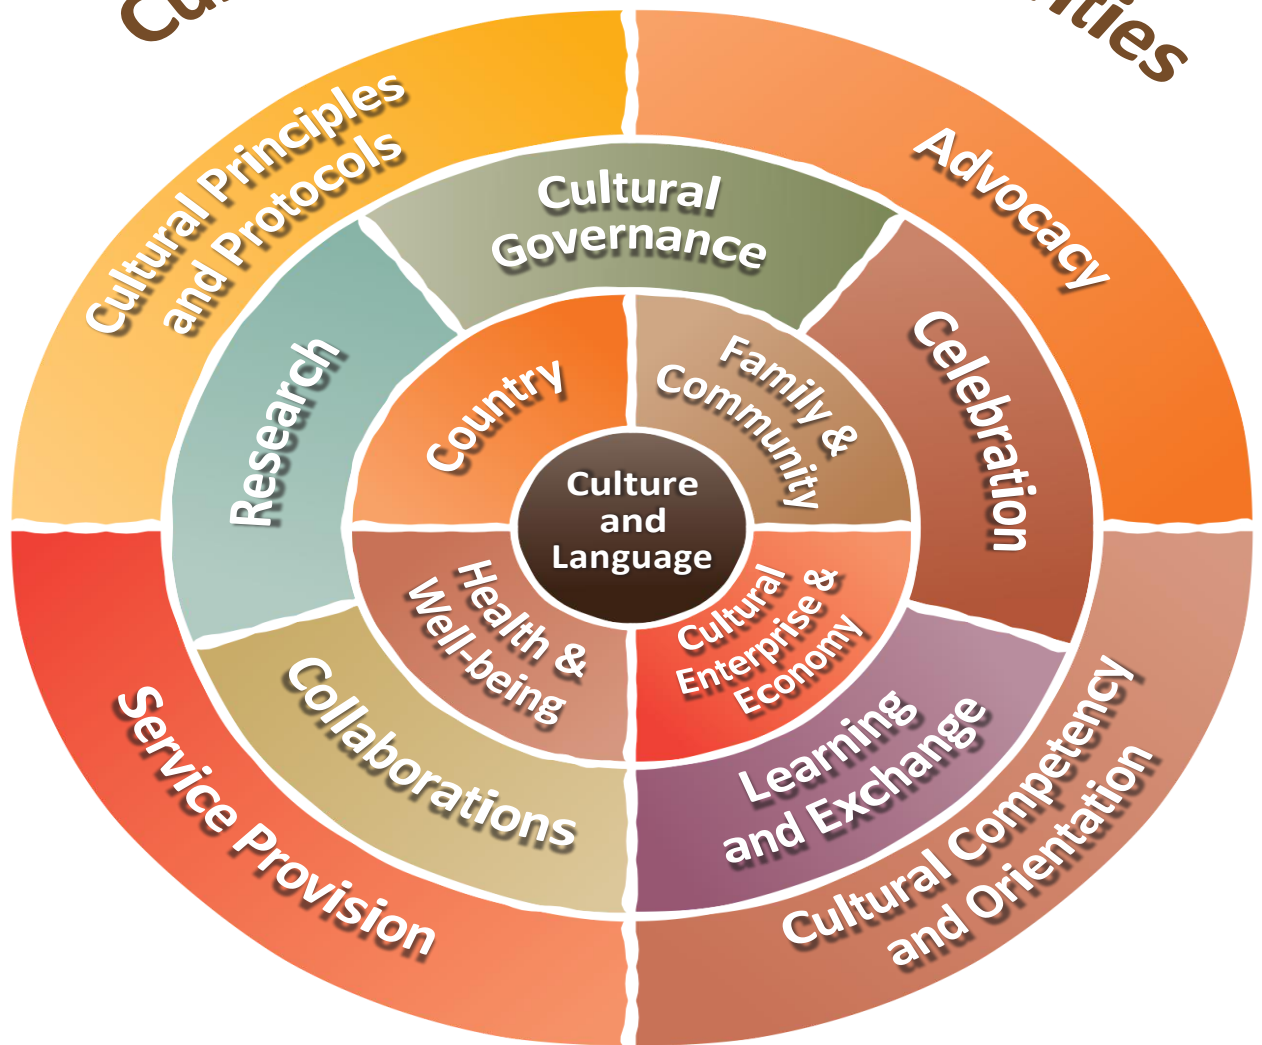 Cultural Principles
and Protocols
Advocacy
Cultural
Governance
Research
Celebration
Country
Family &
Community
Culture
and
Language
Health &
Well-being
Cultural
Enterprise &
Economy
Collaborations
Learning
and Exchange
Service Provision
Cultural Competency
and Orientation